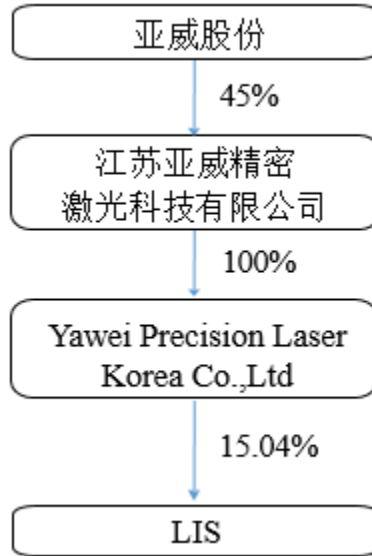 亚威股份
45%
江苏亚威精密
激光科技有限公司
100%
Yawei Precision Laser
Korea Co.,Ltd
15.04%
LIS